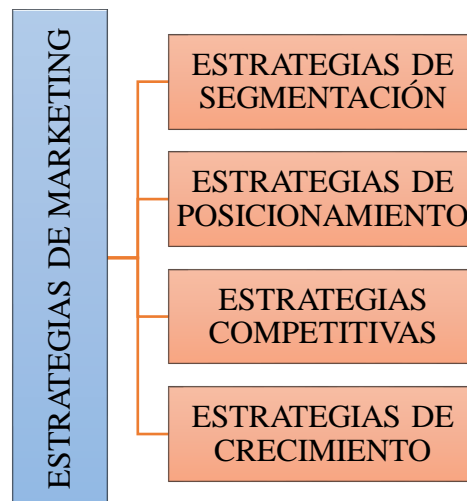 ESTRATEGIAS DE MARKETING
ESTRATEGIAS DE
SEGMENTACIÓN
ESTRATEGIAS DE
POSICIONAMIENTO
ESTRATEGIAS
COMPETITIVAS
ESTRATEGIAS DE
CRECIMIENTO